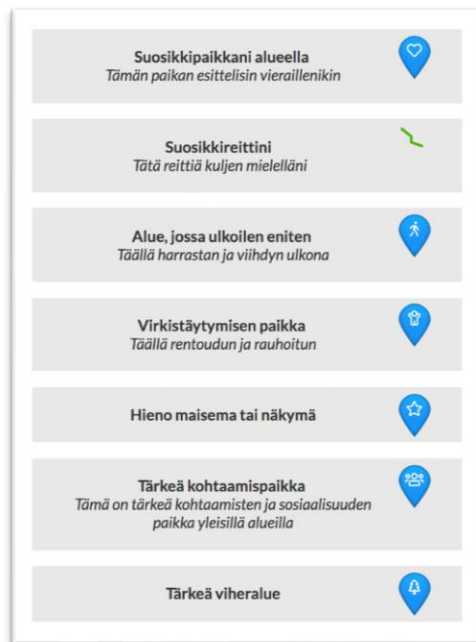 Suosikkipaikkani alueella
Tämän paikan esittelisin vieraillenikin
Suosikkireittini
Tätä reittiä kuljen mielelläni
Alue, jossa ulkoilen eniten
Täällä harrastan ja viihdyn ulkona
Virkistäytymisen paikka
Täällä rentoudun ja rauhoitun
Hieno maisema tai näkymä
Tärkeä kohtaamispaikka
Tämä on tärkeä kohtaamisten ja sosiaalisuuden
paikka yleisillä alueilla
Tärkeä viheralue